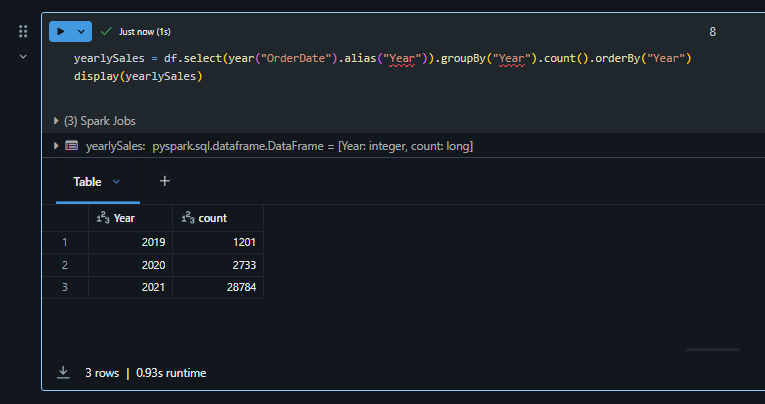 Just now (1s)
8
yearlySales = df.select(year("OrderDate").alias("Year")).groupBy("Year").count().orderBy("Year")
display(yearlySales)
(3) Spark Jobs
yearlySales: pyspark.sql.dataframe.DataFrame = [Year: integer, count: long]
Table +
1²3 Year 1²3 count
1 2019 1201
2 2020 2733
3 2021 28784
3 rows | 0.93s runtime